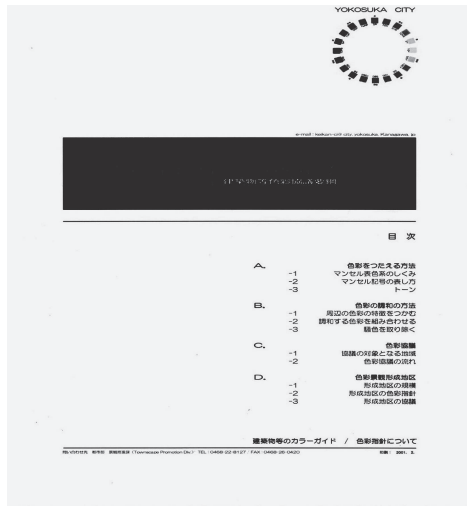 YOKOSUKA CITY
目 次
A. 色彩をつたえる方法
-1 マンセル表色系のしくみ
-2 マンセル記号の表し方
-3 トーン
B. 色彩の調和の方法
-1 周辺の色彩の特徴をつかむ
-2 調和する色彩を組み合わせる
-3 騒色を取り除く
C. 色彩協議
-1 協議の対象となる地域
-2 色彩協議の流れ
D. 色彩景観形成地区
-1 形成地区の規模
-2 形成地区の色彩指針
-3 形成地区の協議
建築物等のカラーガイド / 色彩指針について
(Townscape Promotion Div.) TEL:0468-22-8127 / FAX:0468-26-0420 2001. 3.